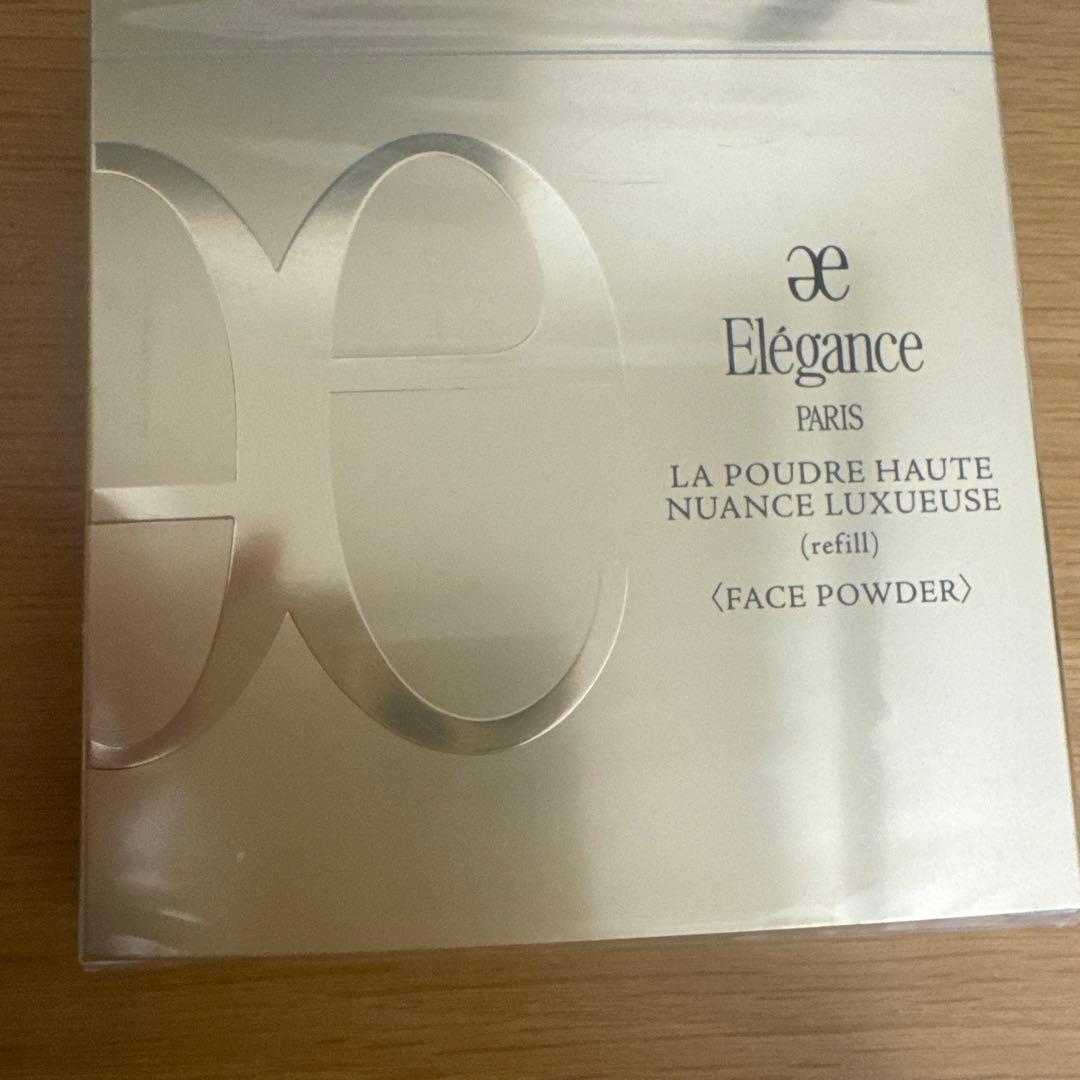 Elégance
PARIS
LA POUDRE HAUTE
NUANCE LUXUEUSE
(refill)
〈FACE POWDER〉